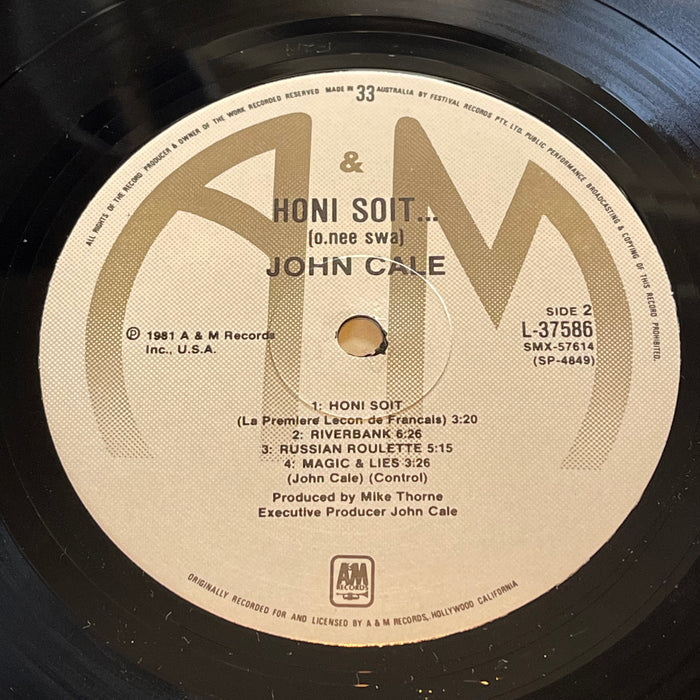 ALL RIGHTS OF THE RECORD PRODUCER & OWNER OF THE WORK RECORDED RESERVED MADE IN 33 AUSTRALIA BY FESTIVAL RECORDS PTY. LTD. PUBLIC PERFORMANCE BROADCASTING & COPYING OF THIS RECORD PROHIBITED.
A & M
HONI SOIT...
(o.nee swa)
JOHN CALE
SIDE 2
L-37586
SMX-57614
(SP-4849)
Ⓟ 1981 A & M Records
Inc., U.S.A.
1: HONI SOIT
(La Premiere Lecon de Francais) 3:20
2: RIVERBANK 6:26
3: RUSSIAN ROULETTE 5:15
4: MAGIC & LIES 3:26
(John Cale) (Control)
Produced by Mike Thorne
Executive Producer John Cale
A&M
RECORDS
ORIGINALLY RECORDED FOR AND LICENSED BY A & M RECORDS, HOLLYWOOD CALIFORNIA